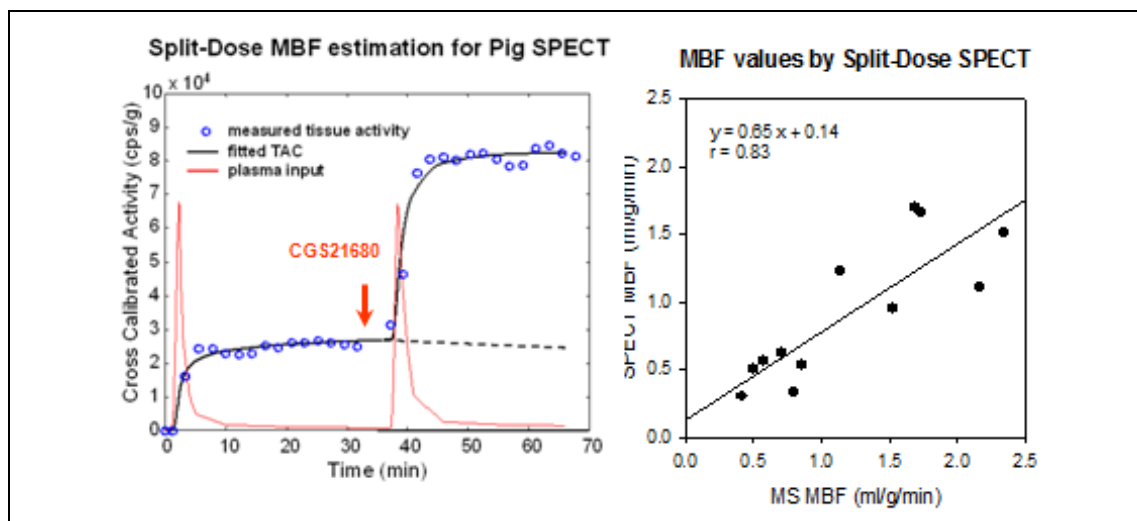 Split-Dose MBF estimation for Pig SPECT
x 10⁴
10
9
8
7
6
5
4
3
2
1
0
Cross Calibrated Activity (cps/g)
measured tissue activity
fitted TAC
plasma input
CGS21680
0 10 20 30 40 50 60 70
Time (min)
MBF values by Split-Dose SPECT
2.5
2.0
1.5
1.0
0.5
0.0
SPECT MBF (ml/g/min)
y = 0.65 x + 0.14
r = 0.83
0.0 0.5 1.0 1.5 2.0 2.5
MS MBF (ml/g/min)